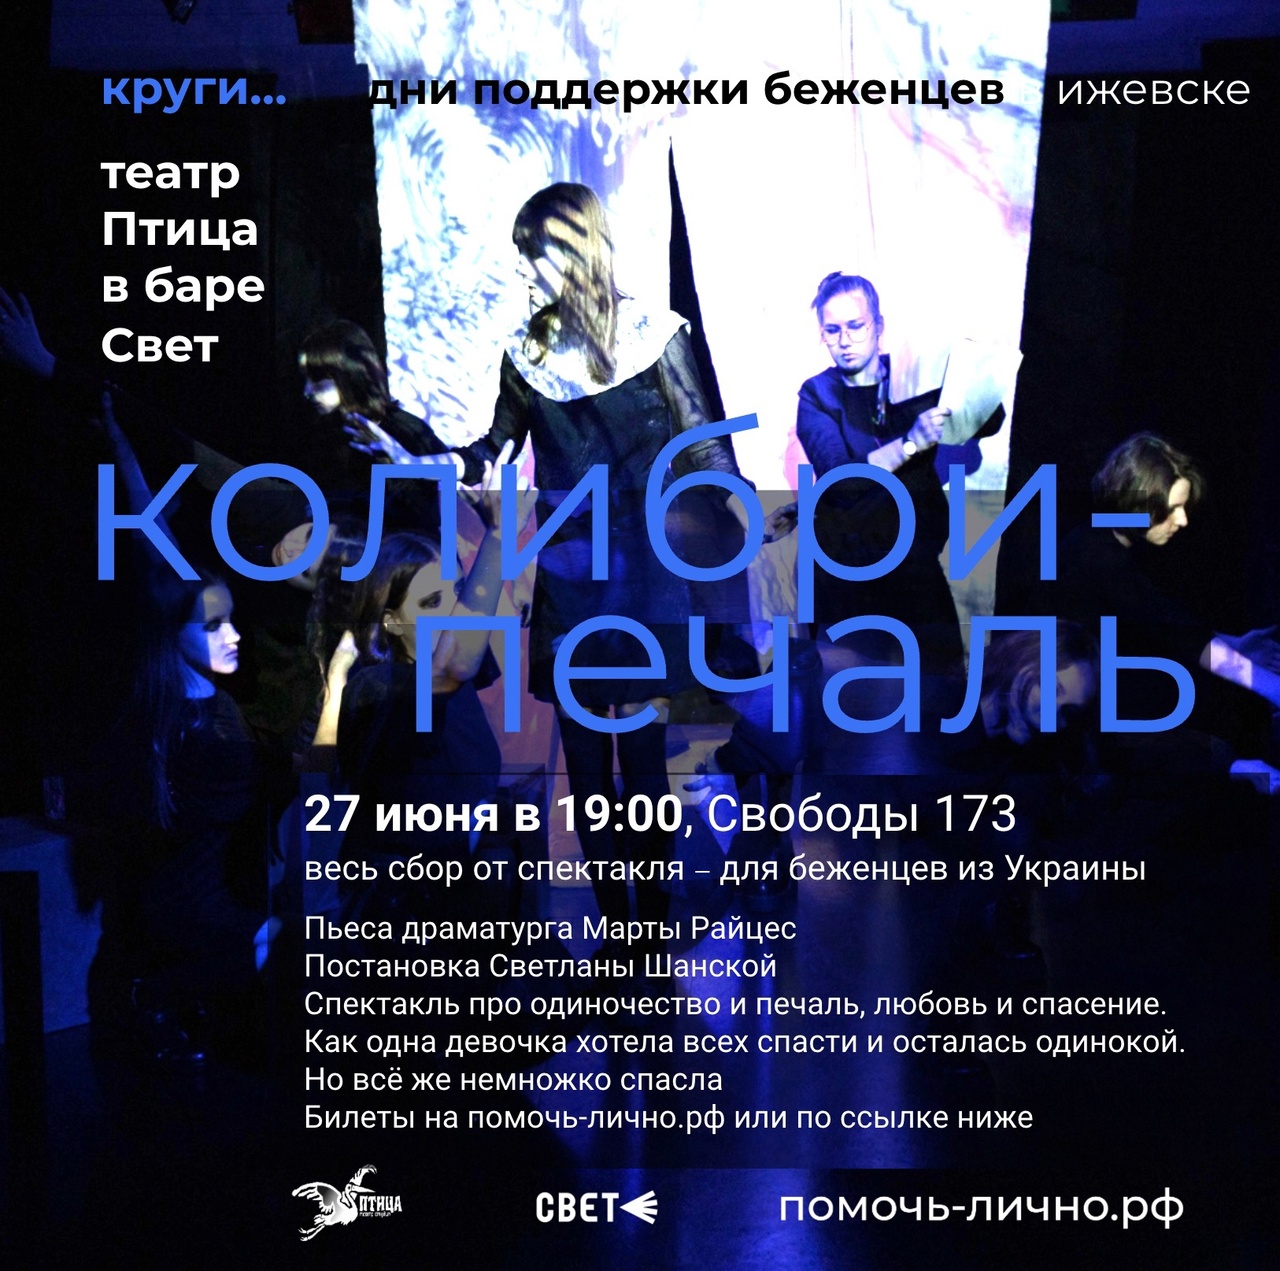 круги... дни поддержки беженцев ижевске
театр
Птица
в баре
Свет
колибри-
печаль
27 июня в 19:00, Свободы 173
весь сбор от спектакля – для беженцев из Украины
Пьеса драматурга Марты Райцес
Постановка Светланы Шанской
Спектакль про одиночество и печаль, любовь и спасение.
Как одна девочка хотела всех спасти и осталась одинокой.
Но всё же немножко спасла
Билеты на помочь-лично.рф или по ссылке ниже
ПТИЦА
СВЕТ
помочь-лично.рф